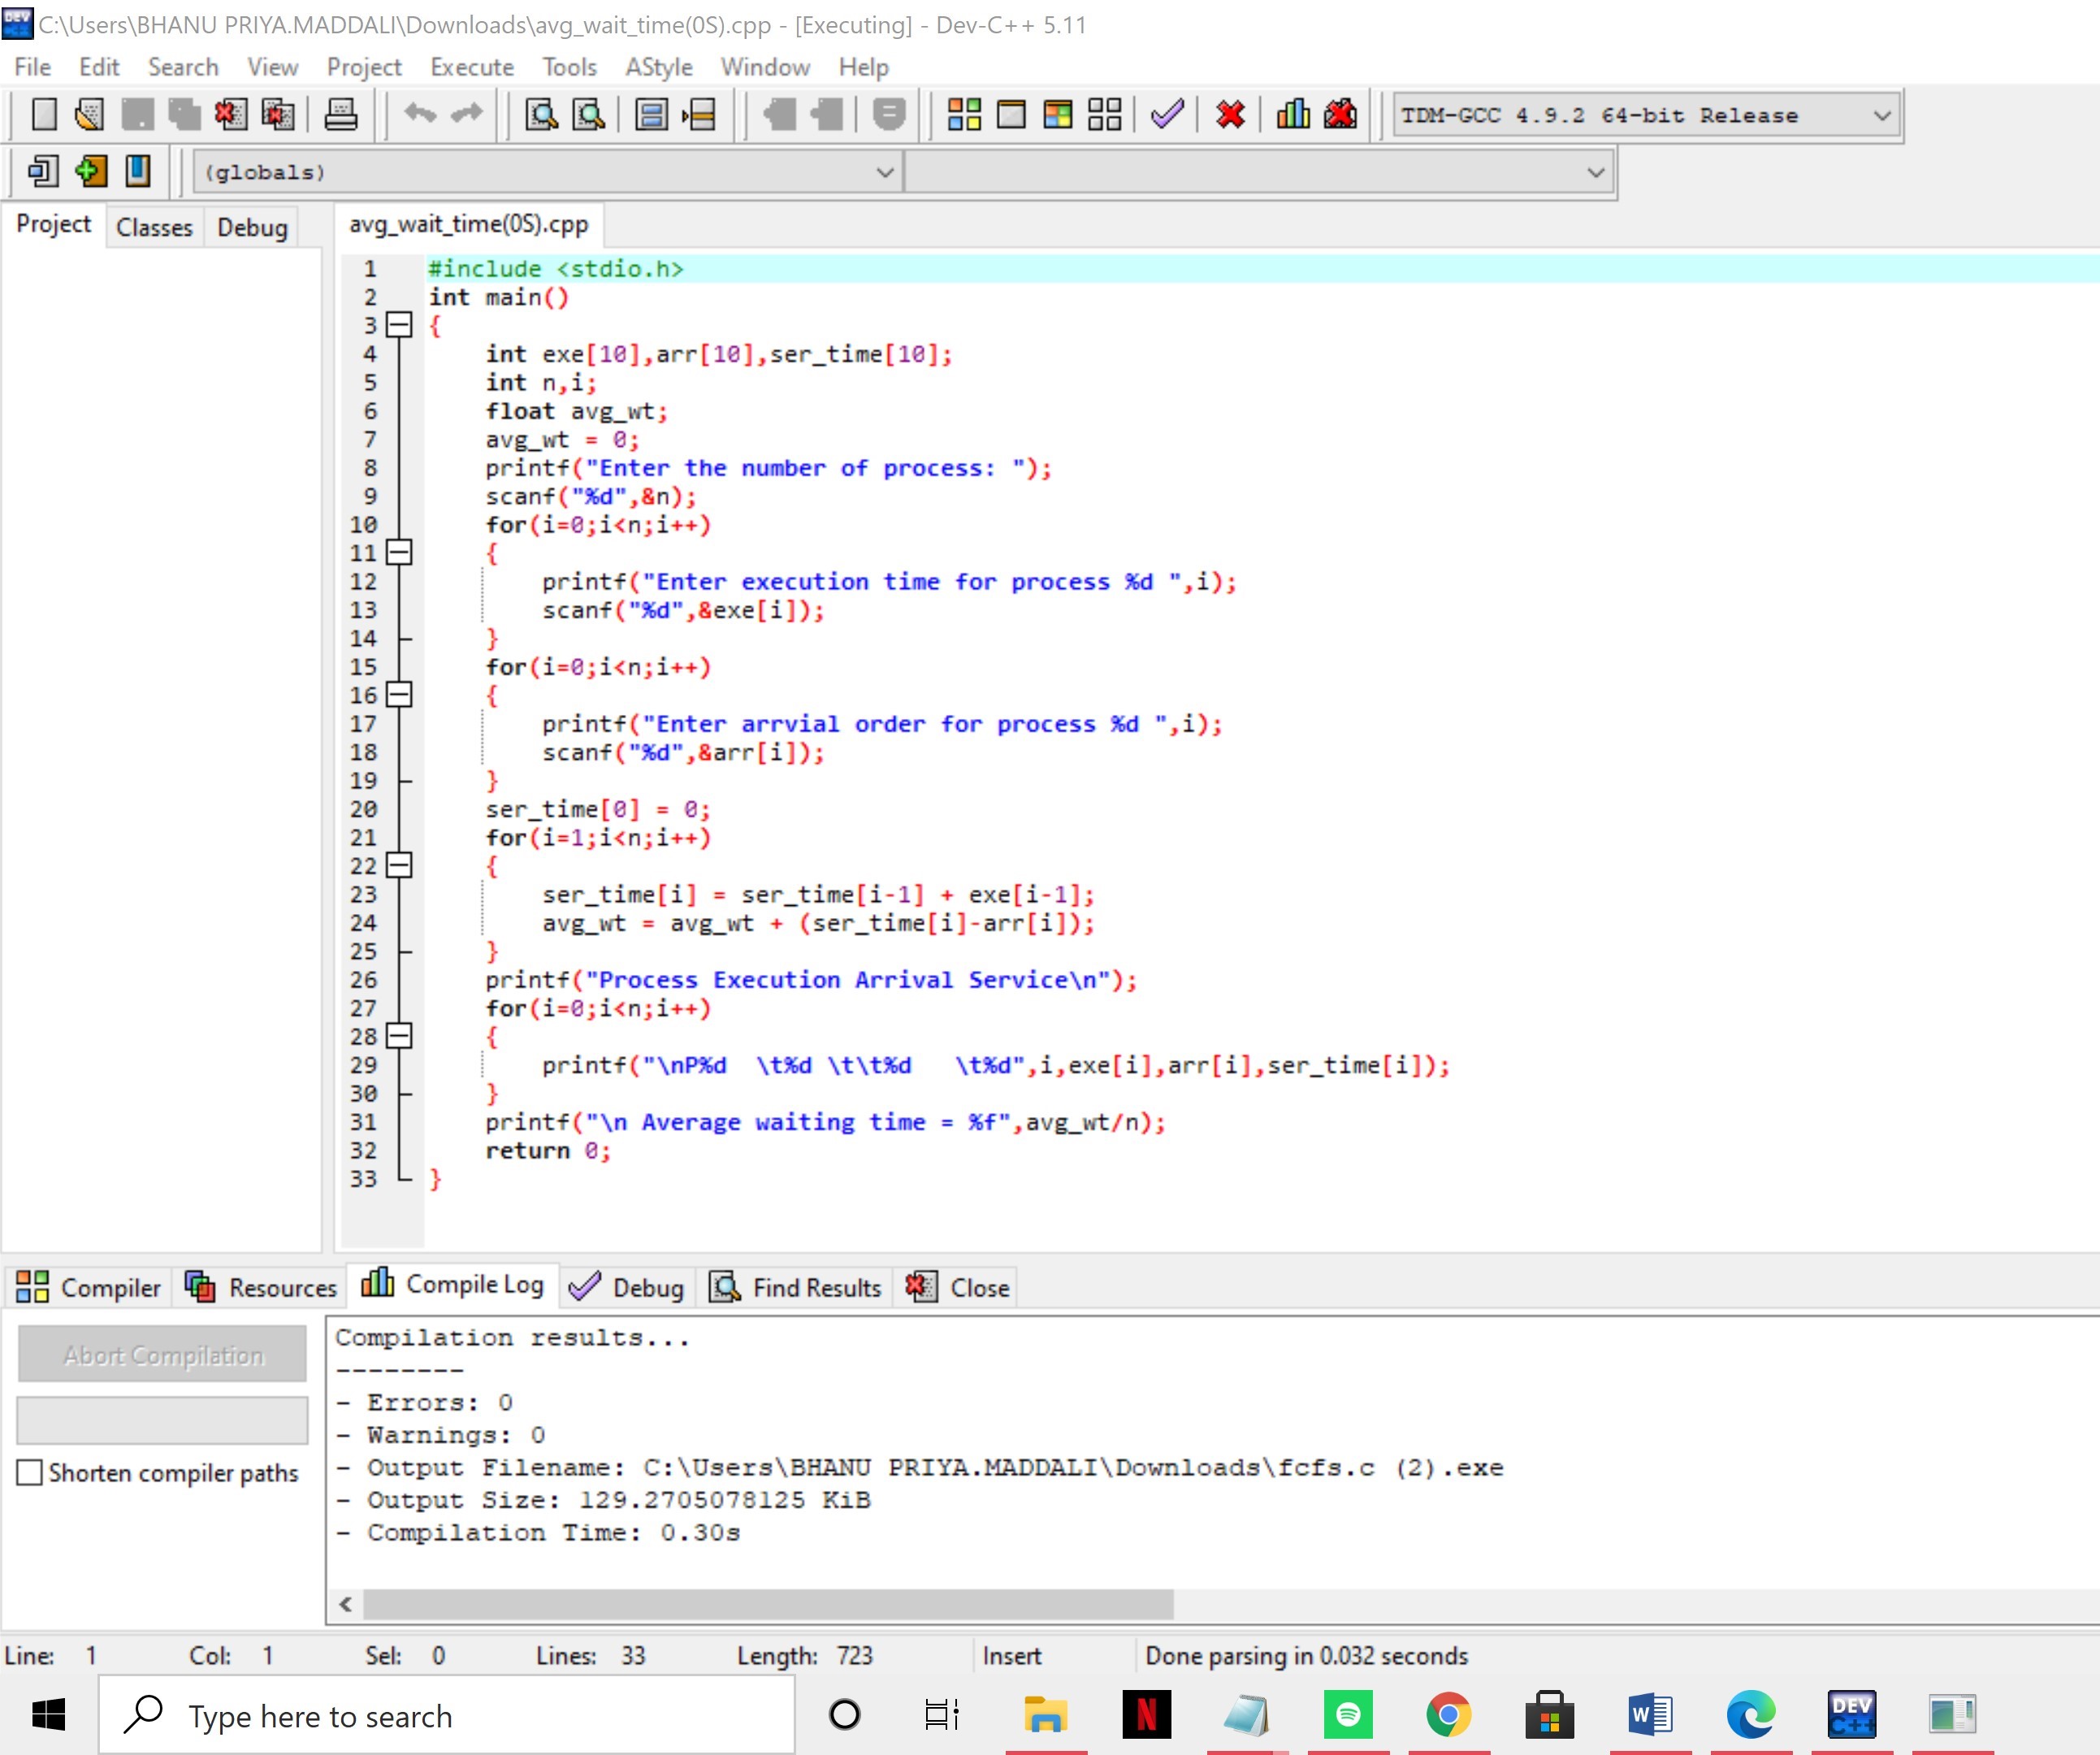 C:\Users\BHANU PRIYA.MADDALI\Downloads\avg_wait_time(0S).cpp - [Executing] - Dev-C++ 5.11
File Edit Search View Project Execute Tools AStyle Window Help
TDM-GCC 4.9.2 64-bit Release
(globals)
Project Classes Debug avg_wait_time(0S).cpp
1 #include <stdio.h>
2 int main()
3 {
4 int exe[10],arr[10],ser_time[10];
5 int n,i;
6 float avg_wt;
7 avg_wt = 0;
8 printf("Enter the number of process: ");
9 scanf("%d",&n);
10 for(i=0;i<n;i++)
11 {
12 printf("Enter execution time for process %d ",i);
13 scanf("%d",&exe[i]);
14 }
15 for(i=0;i<n;i++)
16 {
17 printf("Enter arrvial order for process %d ",i);
18 scanf("%d",&arr[i]);
19 }
20 ser_time[0] = 0;
21 for(i=1;i<n;i++)
22 {
23 ser_time[i] = ser_time[i-1] + exe[i-1];
24 avg_wt = avg_wt + (ser_time[i]-arr[i]);
25 }
26 printf("Process Execution Arrival Service\n");
27 for(i=0;i<n;i++)
28 {
29 printf("\nP%d  \t%d \t\t%d   \t%d",i,exe[i],arr[i],ser_time[i]);
30 }
31 printf("\n Average waiting time = %f",avg_wt/n);
32 return 0;
33 }
Compiler Resources Compile Log Debug Find Results Close
Abort Compilation
Shorten compiler paths
Compilation results...
--------
- Errors: 0
- Warnings: 0
- Output Filename: C:\Users\BHANU PRIYA.MADDALI\Downloads\fcfs.c (2).exe
- Output Size: 129.2705078125 KiB
- Compilation Time: 0.30s
Line: 1 Col: 1 Sel: 0 Lines: 33 Length: 723 Insert Done parsing in 0.032 seconds
Type here to search
N
W
DEV
C++